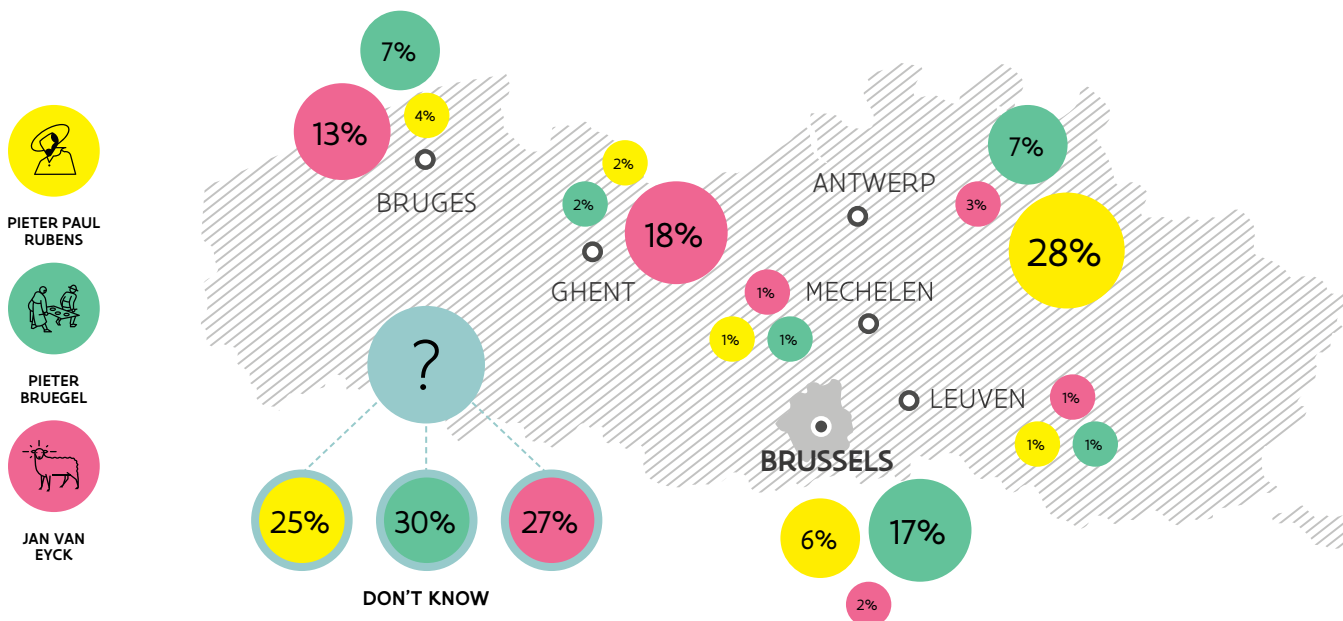 PIETER PAUL
RUBENS
PIETER
BRUEGEL
JAN VAN
EYCK
7%
13%
4%
BRUGES
2%
2%
18%
GHENT
ANTWERP
7%
3%
28%
1%
MECHELEN
1%
1%
LEUVEN
1%
1%
1%
BRUSSELS
6%
17%
2%
?
25%
30%
27%
DON'T KNOW